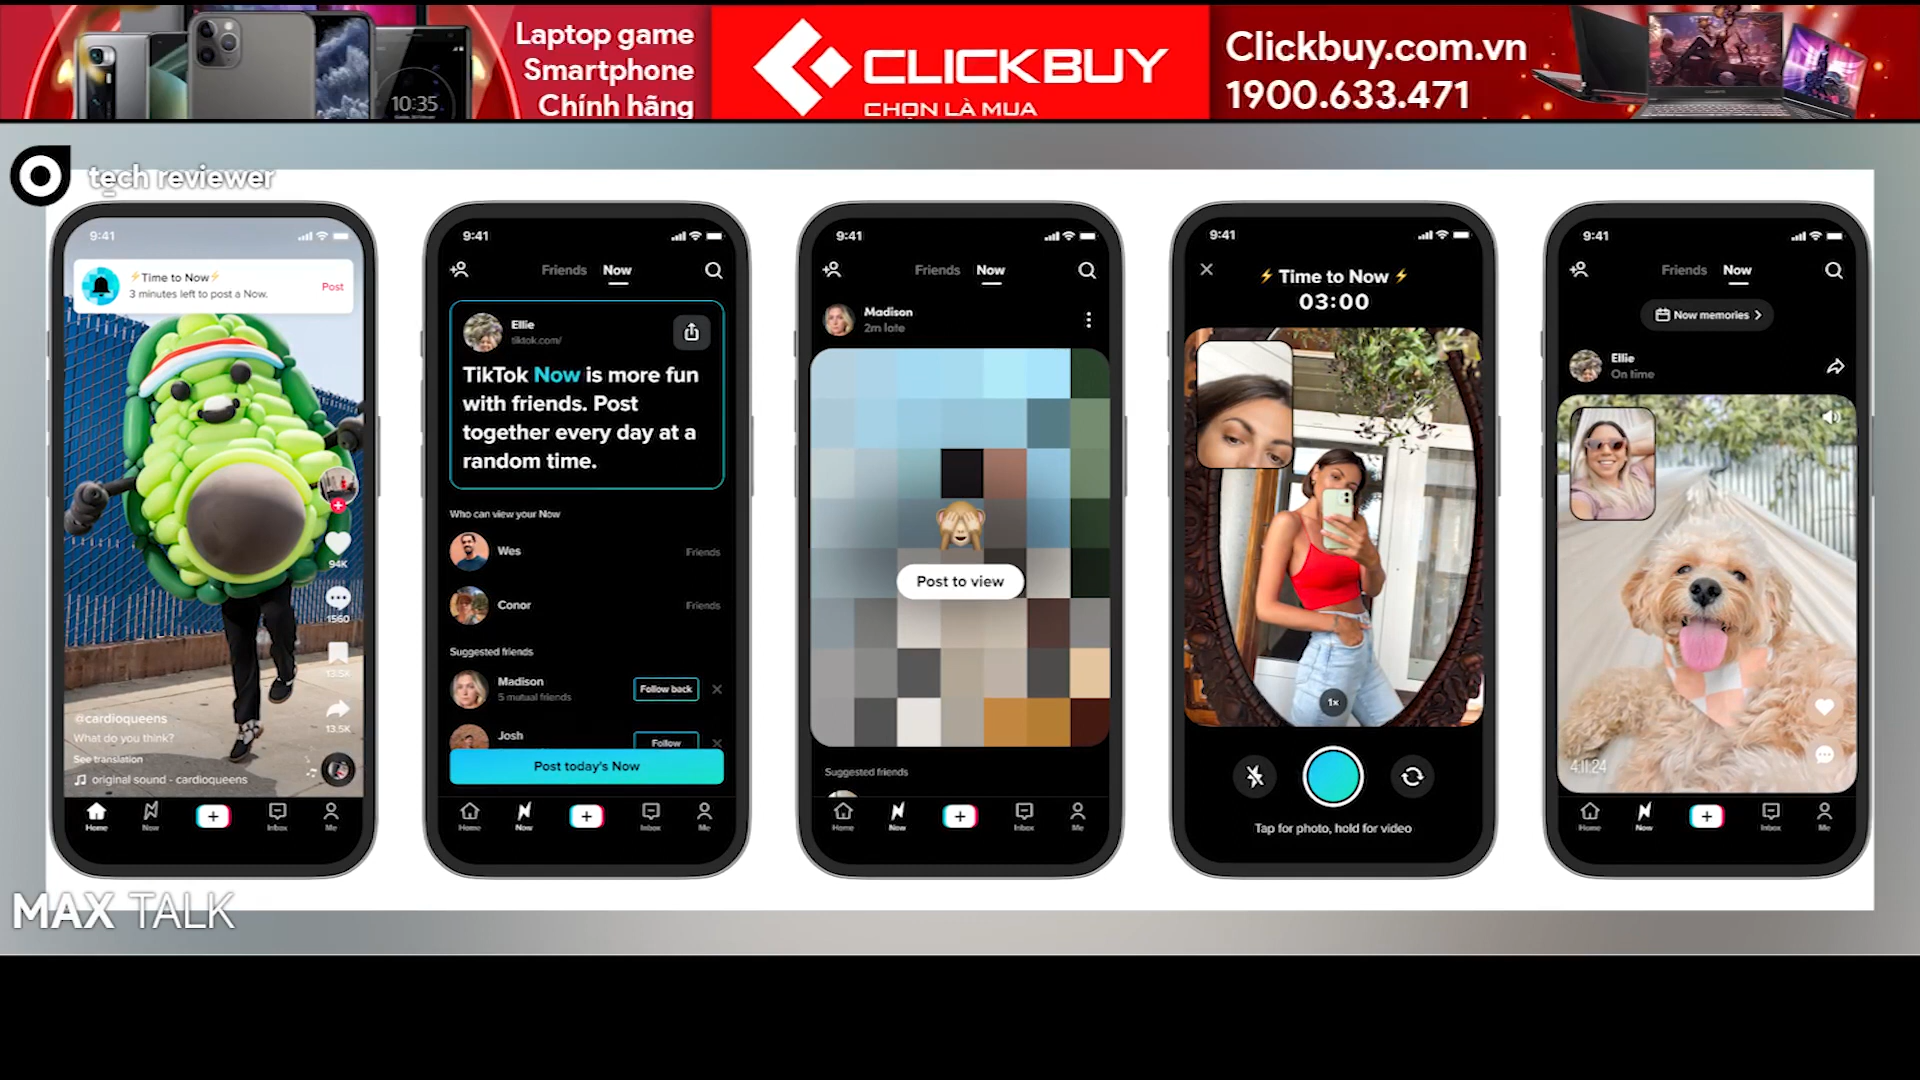 Laptop game
Smartphone
Chính hãng
10:35
CLICKBUY
CHỌN LÀ MUA
Clickbuy.com.vn
1900.633.471
tech reviewer
9:41
⚡Time to Now⚡
3 minutes left to post a Now.
Post
94K
1560
13.5K
13.5K
@cardioqueens
What do you think?
See translation
original sound - cardioqueens
Home
Now
Inbox
Me
9:41
Friends
Now
Ellie
tiktok.com/
TikTok Now is more fun
with friends. Post
together every day at a
random time.
Who can view your Now
Wes
Friends
Conor
Friends
Suggested friends
Madison
5 mutual friends
Follow back
Josh
Follow
Post today's Now
Home
Now
Inbox
Me
9:41
Friends
Now
Madison
2m late
Post to view
Suggested friends
Home
Now
Inbox
Me
9:41
⚡ Time to Now ⚡
03:00
1x
Tap for photo, hold for video
9:41
Friends
Now
Now memories
Ellie
On time
4.11.24
Home
Now
Inbox
Me
MAX TALK